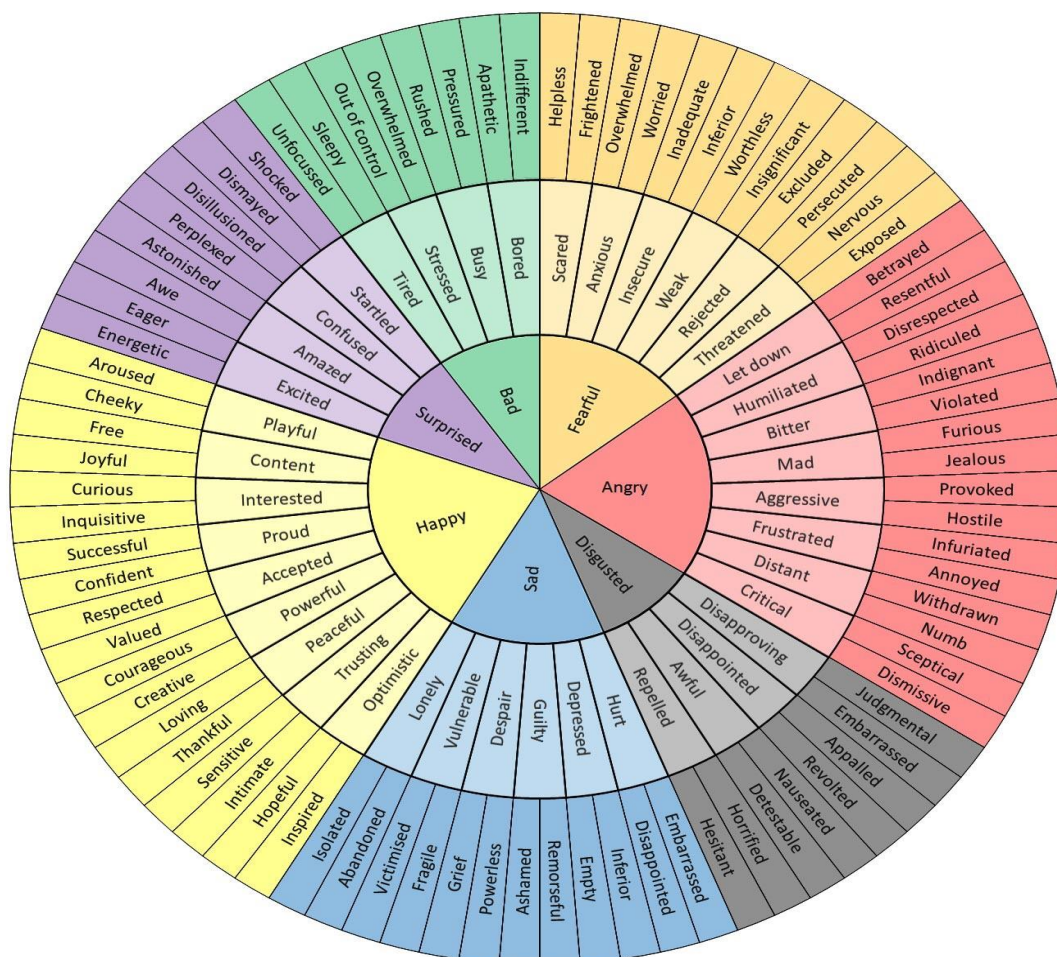 Fearful
Angry
Disgusted
Sad
Happy
Surprised
Bad
Scared
Anxious
Insecure
Weak
Rejected
Threatened
Let down
Humiliated
Bitter
Mad
Aggressive
Frustrated
Distant
Critical
Disapproving
Disappointed
Awful
Repelled
Hurt
Depressed
Guilty
Despair
Vulnerable
Lonely
Optimistic
Trusting
Peaceful
Powerful
Accepted
Proud
Interested
Content
Playful
Excited
Amazed
Confused
Startled
Tired
Stressed
Busy
Bored
Helpless
Frightened
Overwhelmed
Worried
Inadequate
Inferior
Worthless
Insignificant
Excluded
Persecuted
Nervous
Exposed
Betrayed
Resentful
Disrespected
Ridiculed
Indignant
Violated
Furious
Jealous
Provoked
Hostile
Infuriated
Annoyed
Withdrawn
Numb
Sceptical
Dismissive
Judgmental
Embarrassed
Appalled
Revolted
Nauseated
Detestable
Horrified
Hesitant
Embarrassed
Disappointed
Inferior
Empty
Remorseful
Ashamed
Powerless
Grief
Fragile
Victimised
Abandoned
Isolated
Inspired
Hopeful
Intimate
Sensitive
Thankful
Loving
Creative
Courageous
Valued
Respected
Confident
Successful
Inquisitive
Curious
Joyful
Free
Cheeky
Aroused
Energetic
Eager
Awe
Astonished
Perplexed
Disillusioned
Dismayed
Shocked
Unfocussed
Sleepy
Out of control
Overwhelmed
Rushed
Pressured
Apathetic
Indifferent